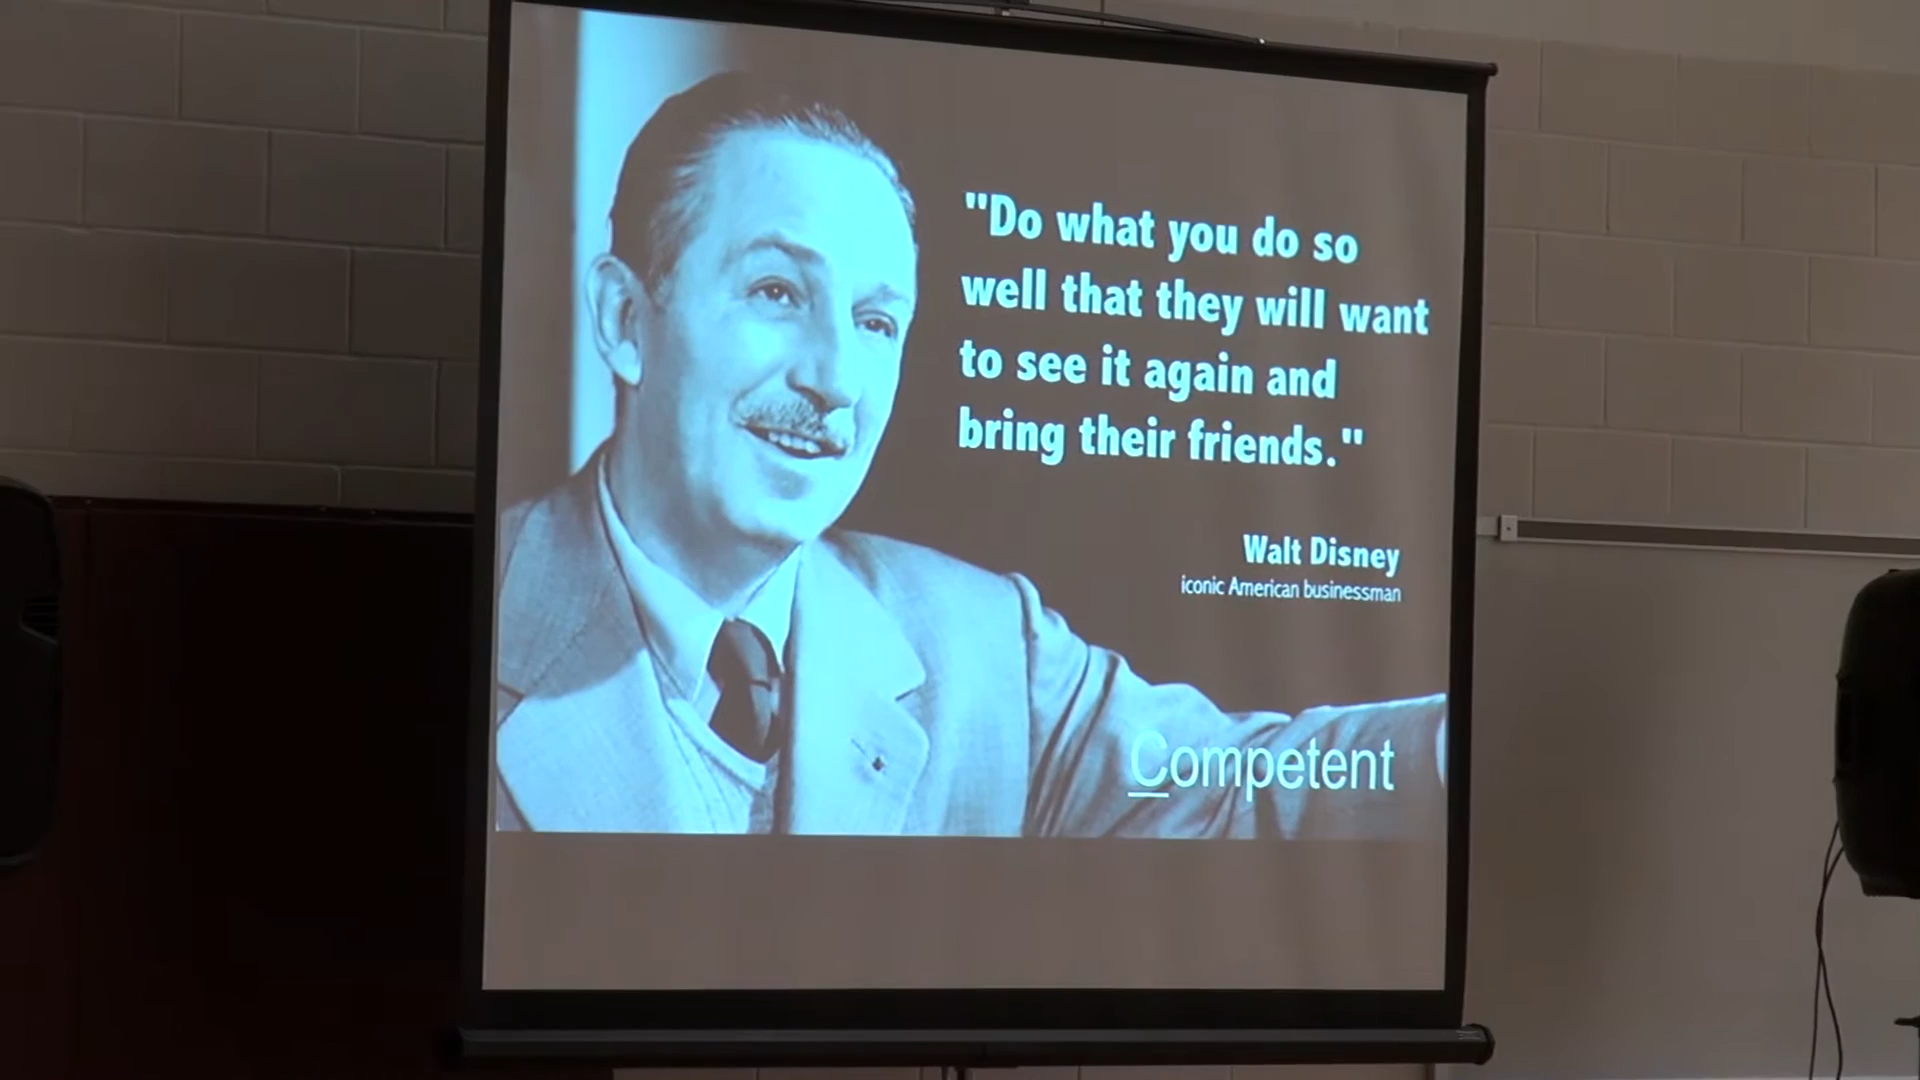 "Do what you do so
well that they will want
to see it again and
bring their friends."
Walt Disney
iconic American businessman
Competent